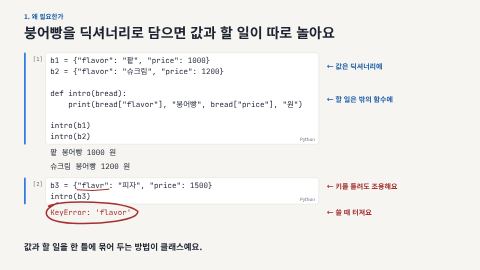 1. 왜 필요한가
붕어빵을 딕셔너리로 담으면 값과 할 일이 따로 놀아요
[1] b1 = {"flavor": "팥", "price": 1000}
b2 = {"flavor": "슈크림", "price": 1200}
← 값은 딕셔너리에
def intro(bread):
print(bread["flavor"], "붕어빵", bread["price"], "원")
← 할 일은 밖의 함수에
intro(b1)
intro(b2)
Python
팥 붕어빵 1000 원
슈크림 붕어빵 1200 원
[2] b3 = {"flavr": "피자", "price": 1500}
← 키를 틀려도 조용해요
intro(b3)
Python
KeyError: 'flavor'
← 쓸 때 터져요
값과 할 일을 한 틀에 묶어 두는 방법이 클래스예요.